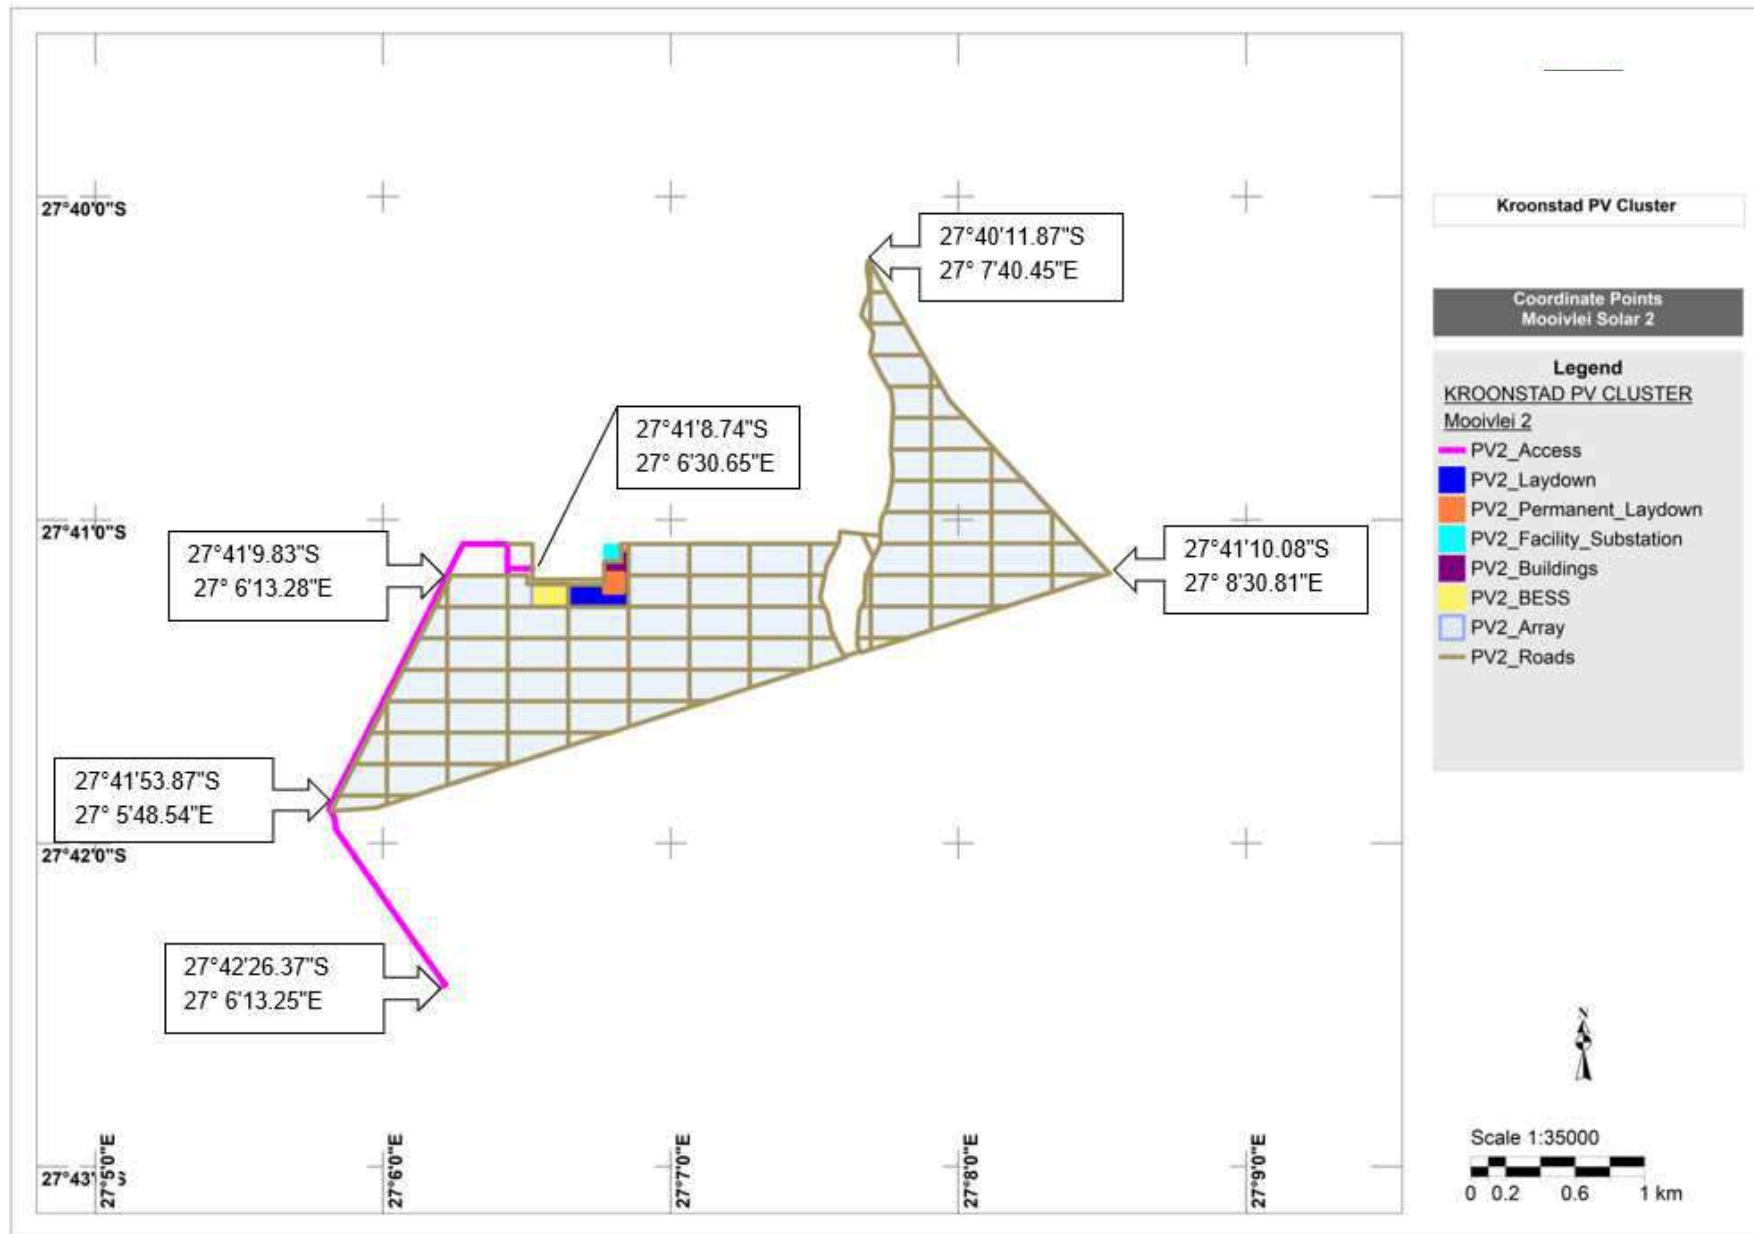 27°40'0"S
27°41'0"S
27°42'0"S
27°43'0"S
27°5'0"E
27°6'0"E
27°7'0"E
27°8'0"E
27°9'0"E
27°40'11.87"S
27° 7'40.45"E
27°41'8.74"S
27° 6'30.65"E
27°41'9.83"S
27° 6'13.28"E
27°41'10.08"S
27° 8'30.81"E
27°41'53.87"S
27° 5'48.54"E
27°42'26.37"S
27° 6'13.25"E
Kroonstad PV Cluster
Coordinate Points
Mooivlei Solar 2
Legend
KROONSTAD PV CLUSTER
Mooivlei 2
PV2_Access
PV2_Laydown
PV2_Permanent_Laydown
PV2_Facility_Substation
PV2_Buildings
PV2_BESS
PV2_Array
PV2_Roads
N
Scale 1:35000
0 0.2 0.6 1 km